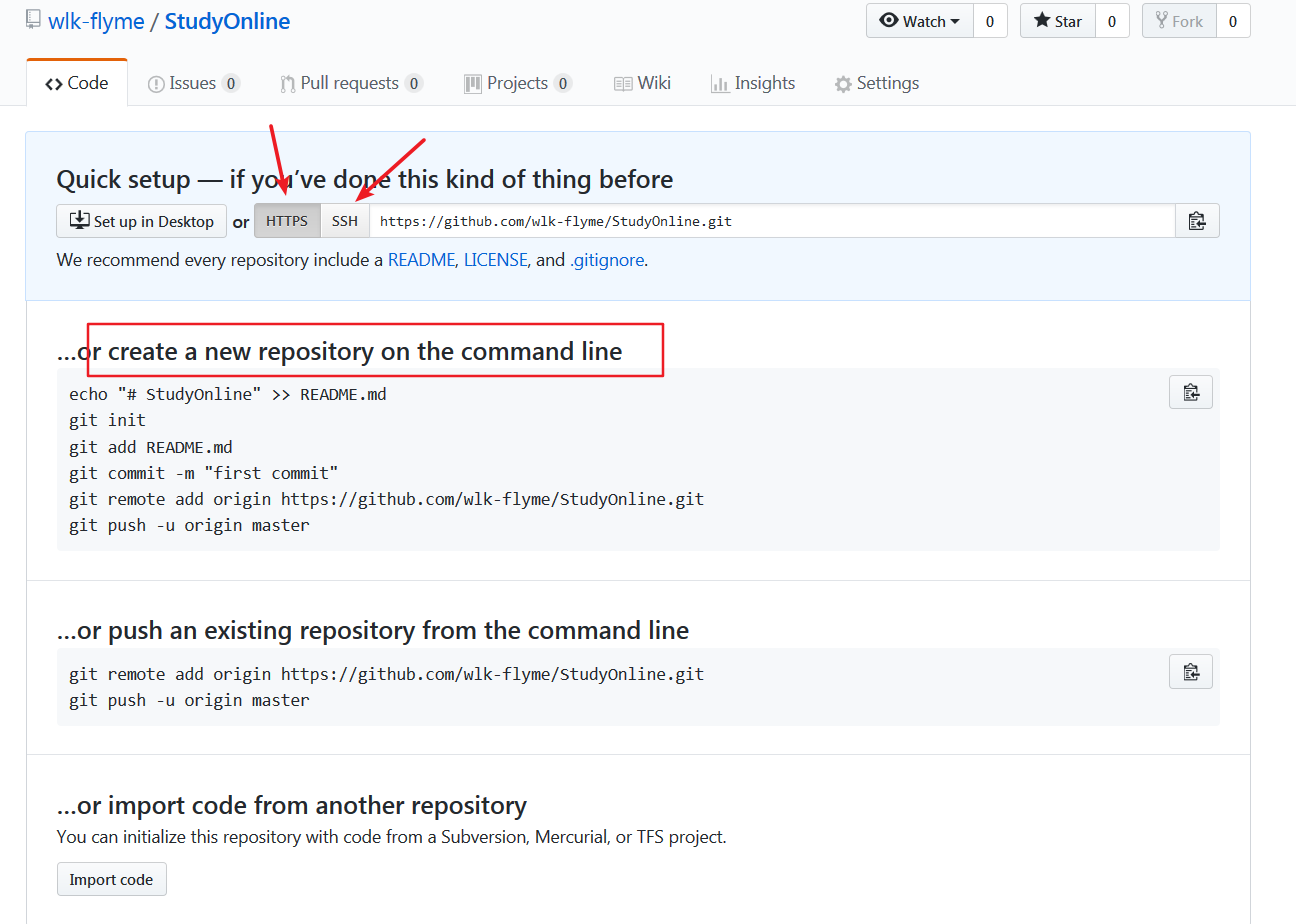 wlk-flyme / StudyOnline
Watch 0 Star 0 Fork 0
Code Issues 0 Pull requests 0 Projects 0 Wiki Insights Settings
Quick setup — if you’ve done this kind of thing before
Set up in Desktop or HTTPS SSH https://github.com/wlk-flyme/StudyOnline.git
We recommend every repository include a README, LICENSE, and .gitignore.
…or create a new repository on the command line
echo "# StudyOnline" >> README.md
git init
git add README.md
git commit -m "first commit"
git remote add origin https://github.com/wlk-flyme/StudyOnline.git
git push -u origin master
…or push an existing repository from the command line
git remote add origin https://github.com/wlk-flyme/StudyOnline.git
git push -u origin master
…or import code from another repository
You can initialize this repository with code from a Subversion, Mercurial, or TFS project.
Import code